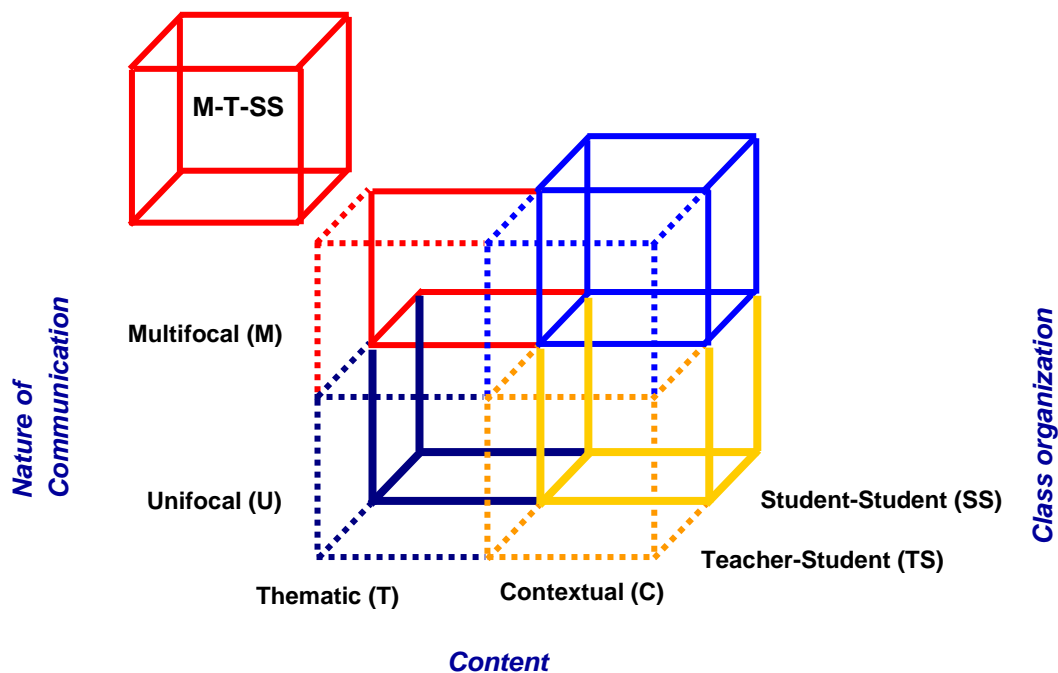 M-T-SS
Multifocal (M)
Nature of
Communication
Unifocal (U)
Student-Student (SS)
Class organization
Teacher-Student (TS)
Thematic (T)
Contextual (C)
Content